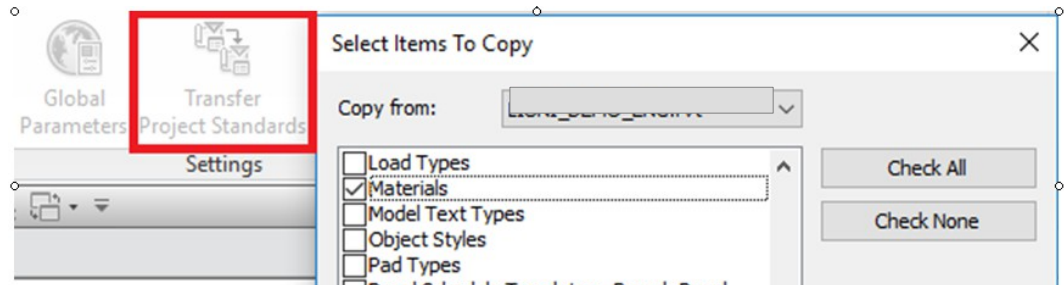 Global
Parameters
Transfer
Project Standards
Settings
Select Items To Copy
Copy from:
Load Types
Materials
Model Text Types
Object Styles
Pad Types
Check All
Check None